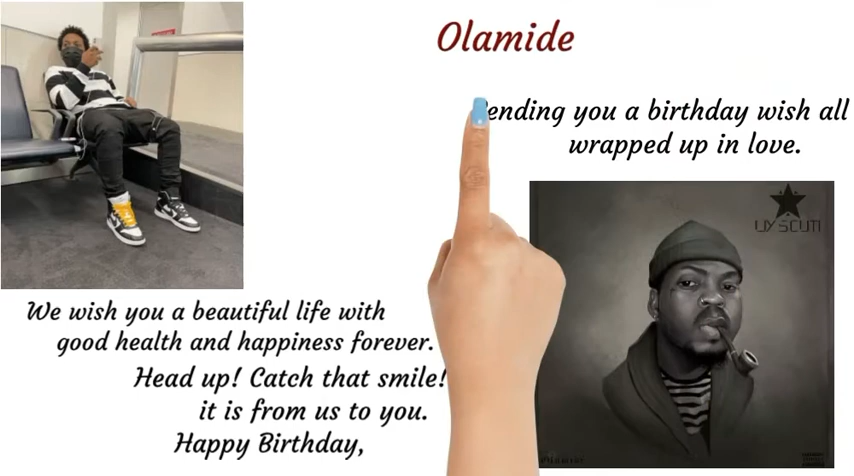 Olamide
ending you a birthday wish all
wrapped up in love.
UY SCUTI
We wish you a beautiful life with
good health and happiness forever.
Head up! Catch that smile!
it is from us to you.
Happy Birthday,